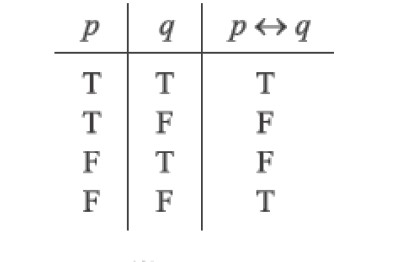 p q p ↔ q
T T T
T F F
F T F
F F T